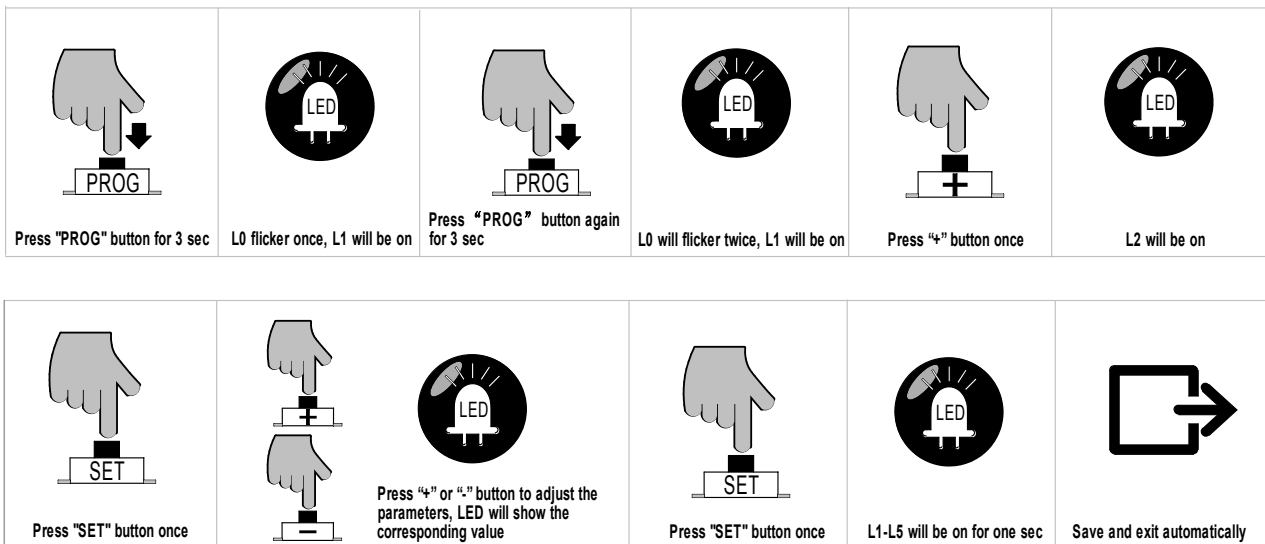 LED
LED
LED
PROG
PROG
+
Press "PROG" button for 3 sec
L0 flicker once, L1 will be on
Press “PROG” button again
for 3 sec
L0 will flicker twice, L1 will be on
Press “+” button once
L2 will be on
+
LED
LED
SET
SET
-
Press "SET" button once
Press “+” or “-” button to adjust the
parameters, LED will show the
corresponding value
Press "SET" button once
L1-L5 will be on for one sec
Save and exit automatically